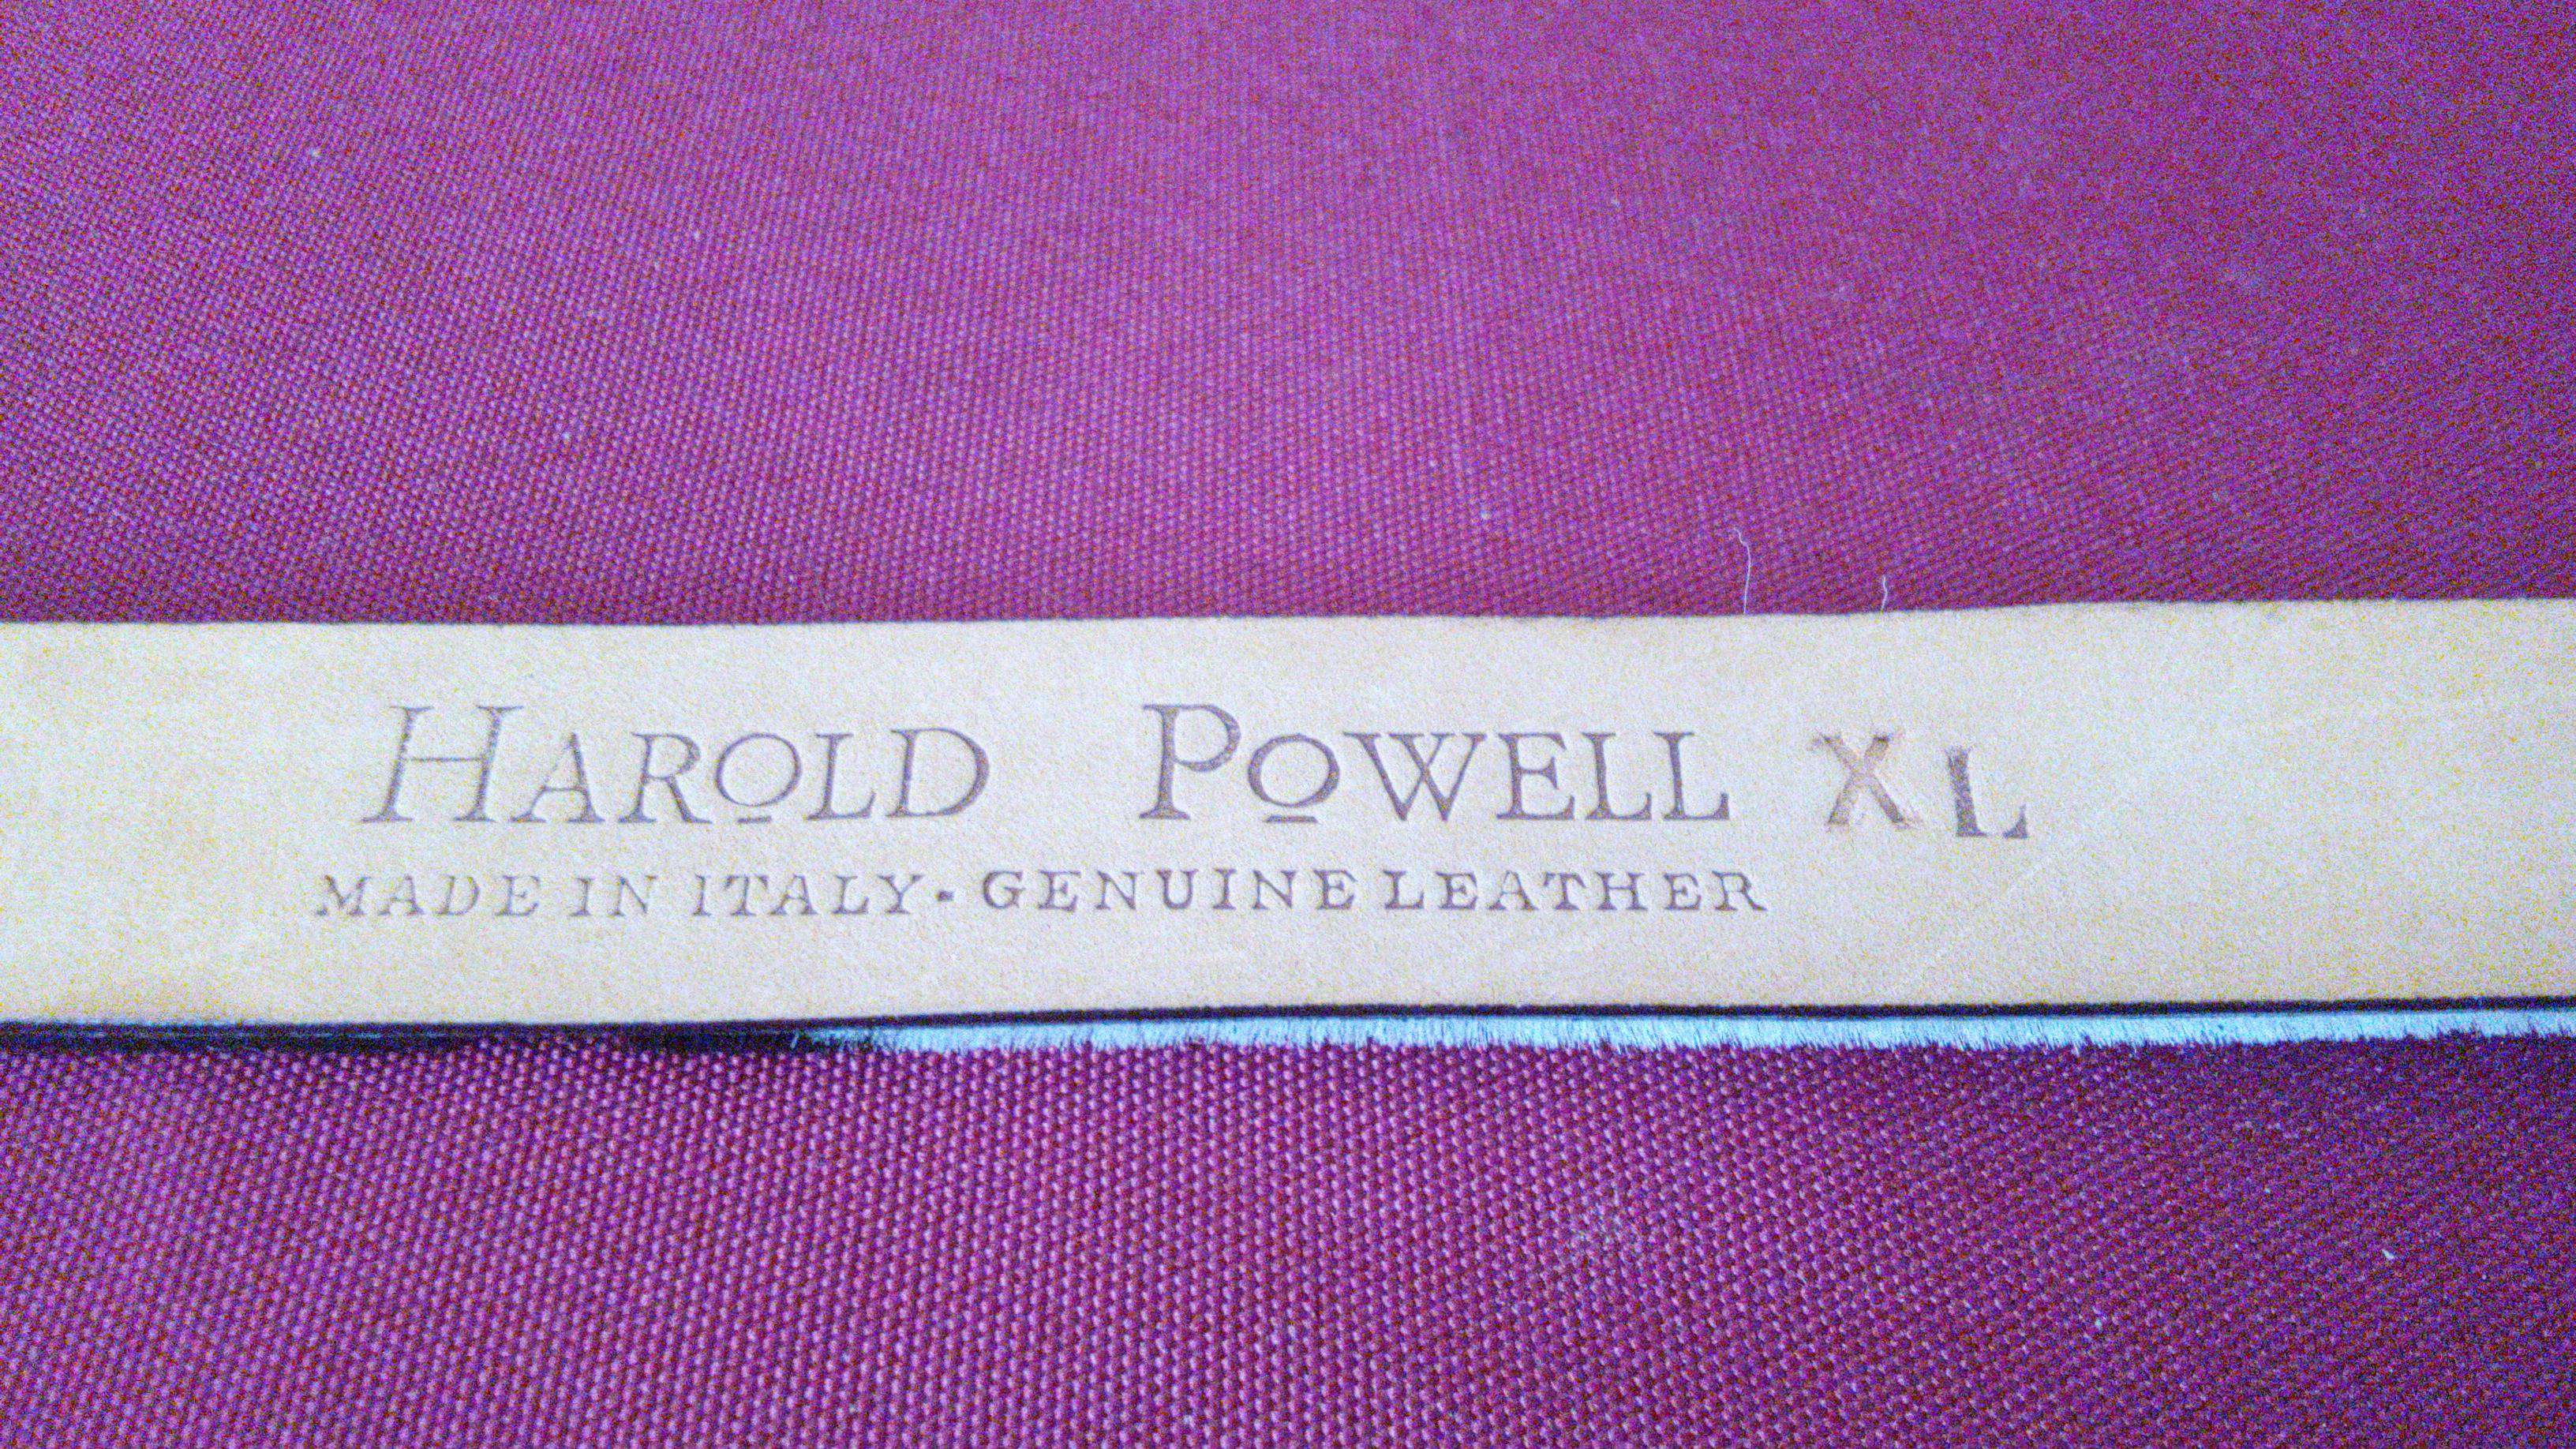 HAROLD POWELL XL
MADE IN ITALY - GENUINE LEATHER